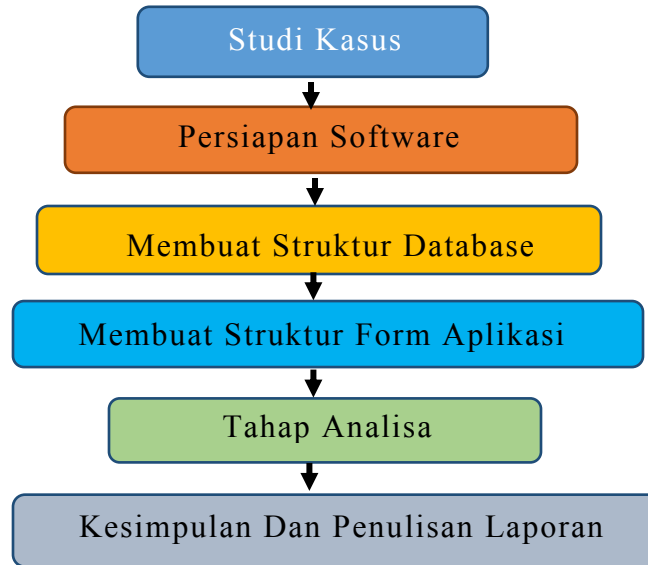 Studi Kasus
Persiapan Software
Membuat Struktur Database
Membuat Struktur Form Aplikasi
Tahap Analisa
Kesimpulan Dan Penulisan Laporan